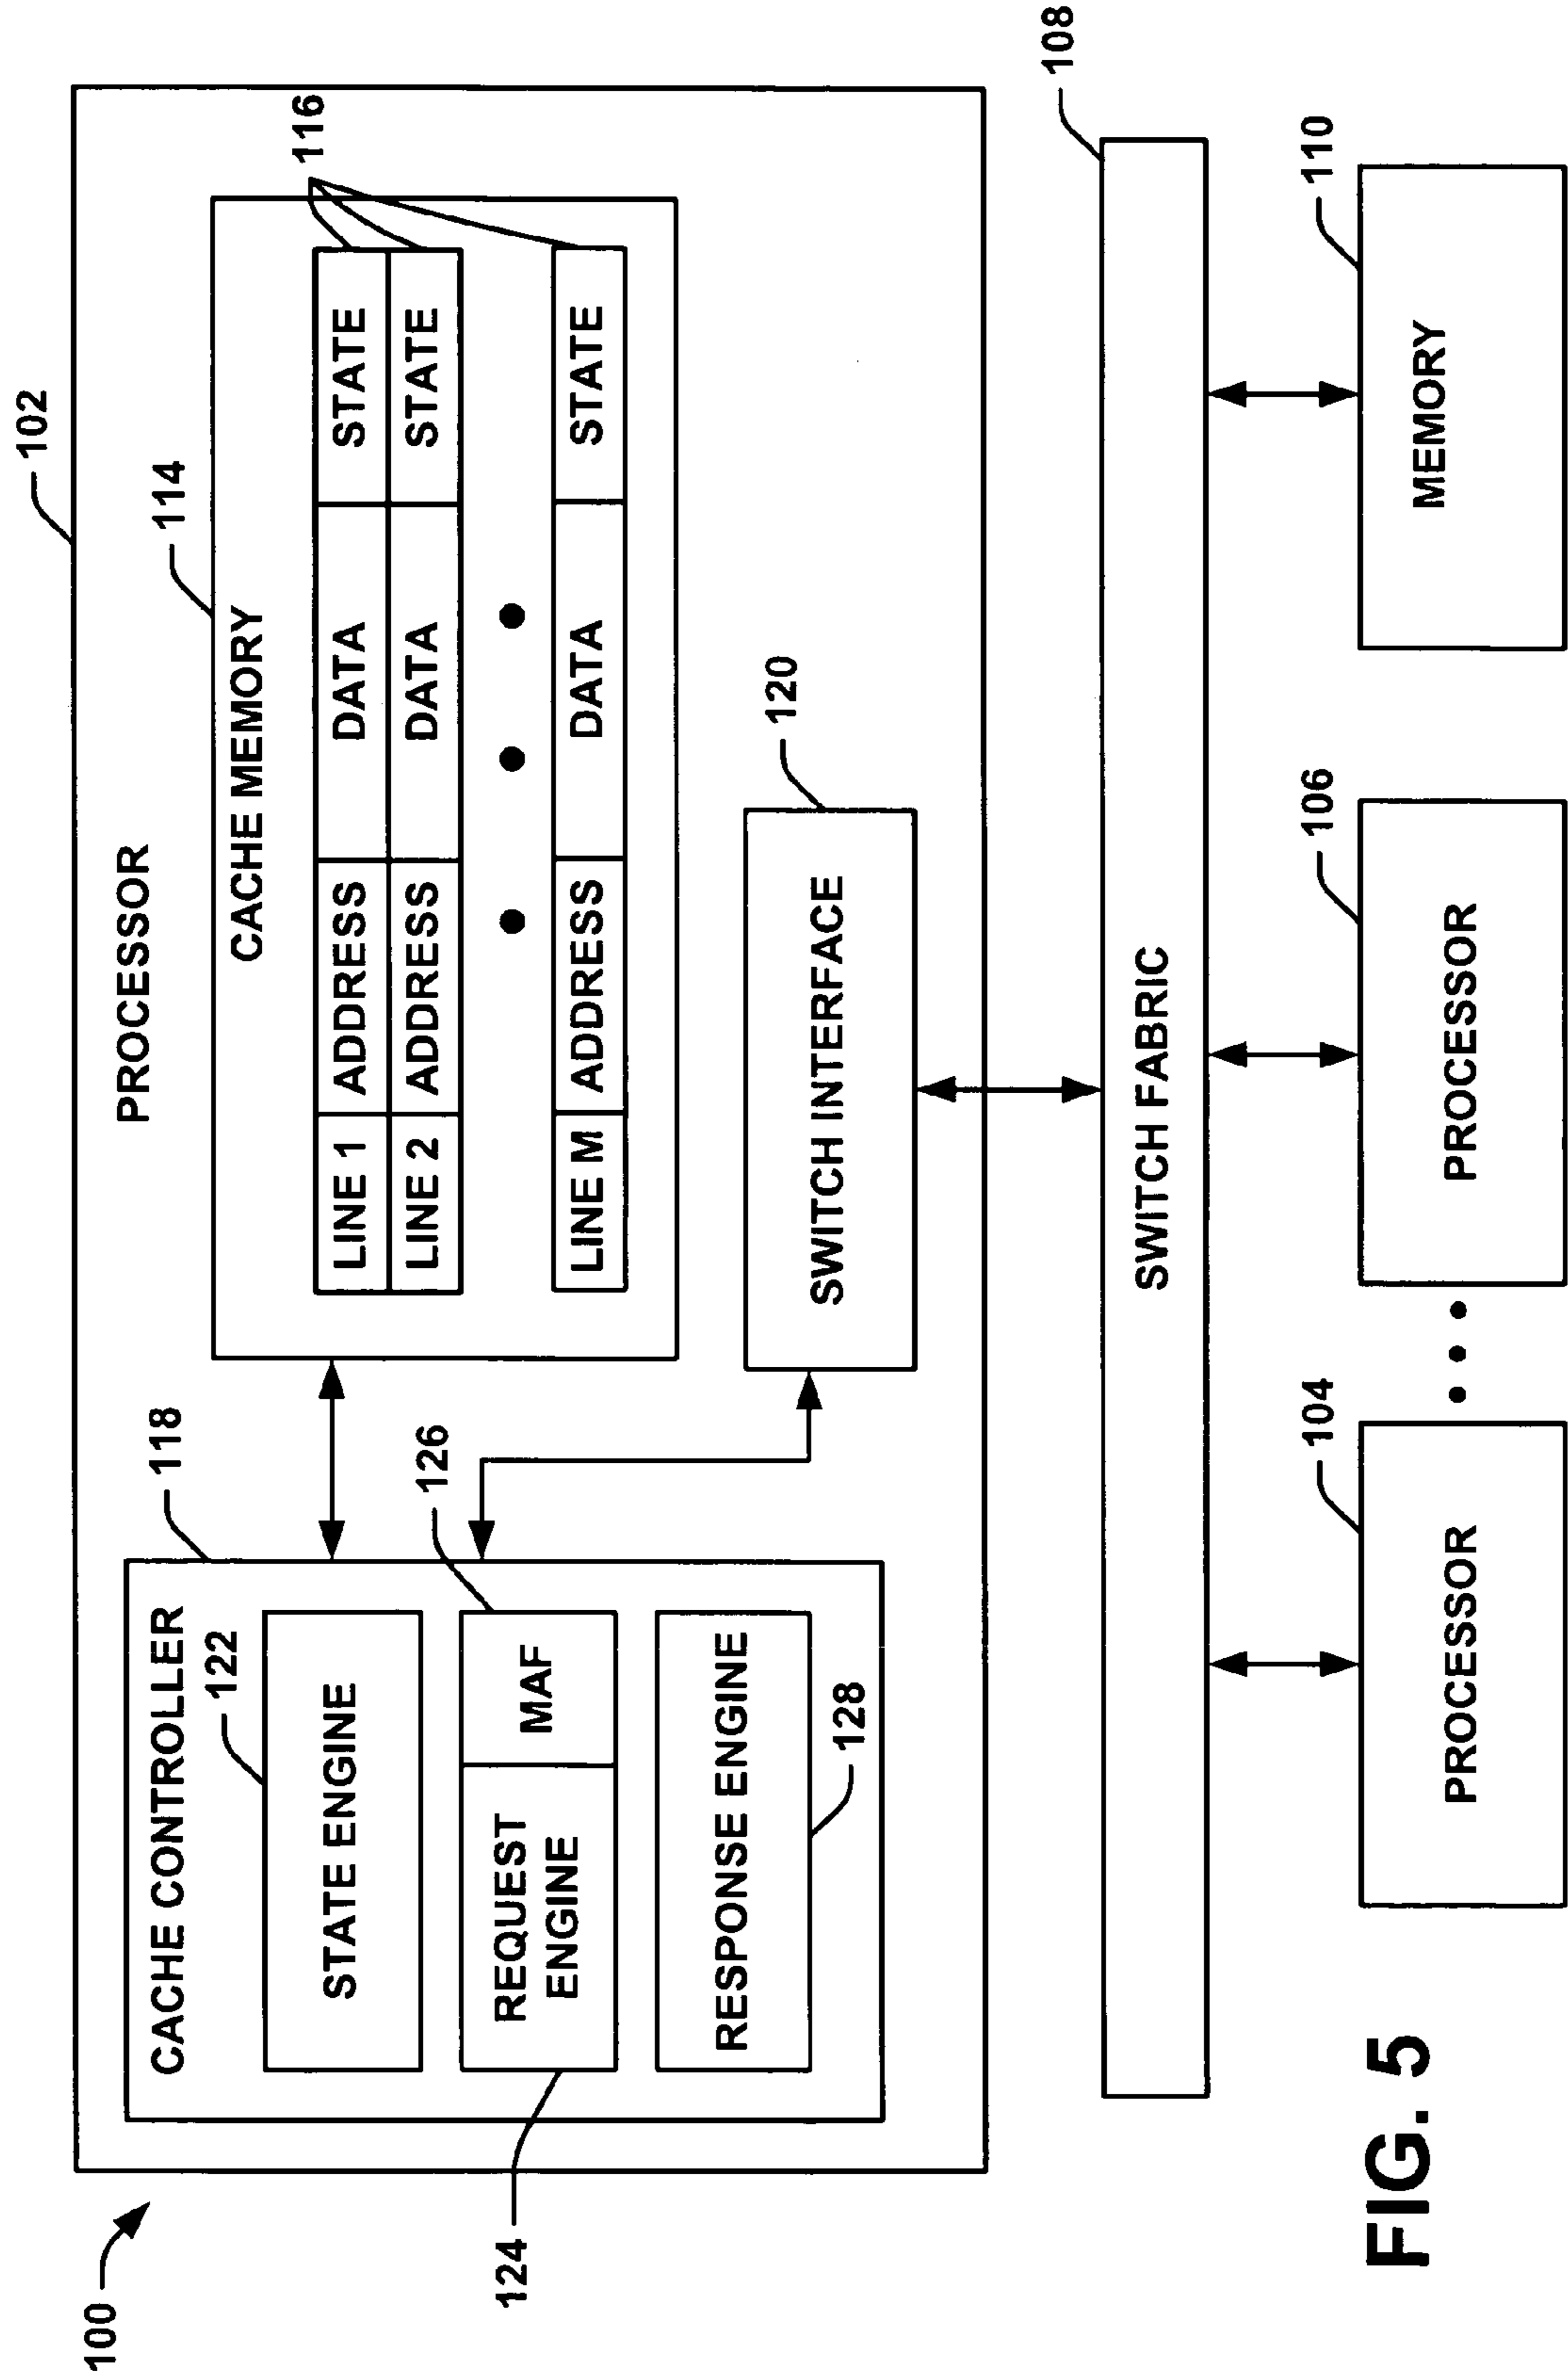 100
102
PROCESSOR
118
CACHE CONTROLLER
122
STATE ENGINE
126
REQUEST
ENGINE
MAF
124
RESPONSE ENGINE
128
114
CACHE MEMORY
116
LINE 1 ADDRESS DATA STATE
LINE 2 ADDRESS DATA STATE
LINE M ADDRESS DATA STATE
120
SWITCH INTERFACE
108
SWITCH FABRIC
104
PROCESSOR
106
PROCESSOR
110
MEMORY
FIG. 5